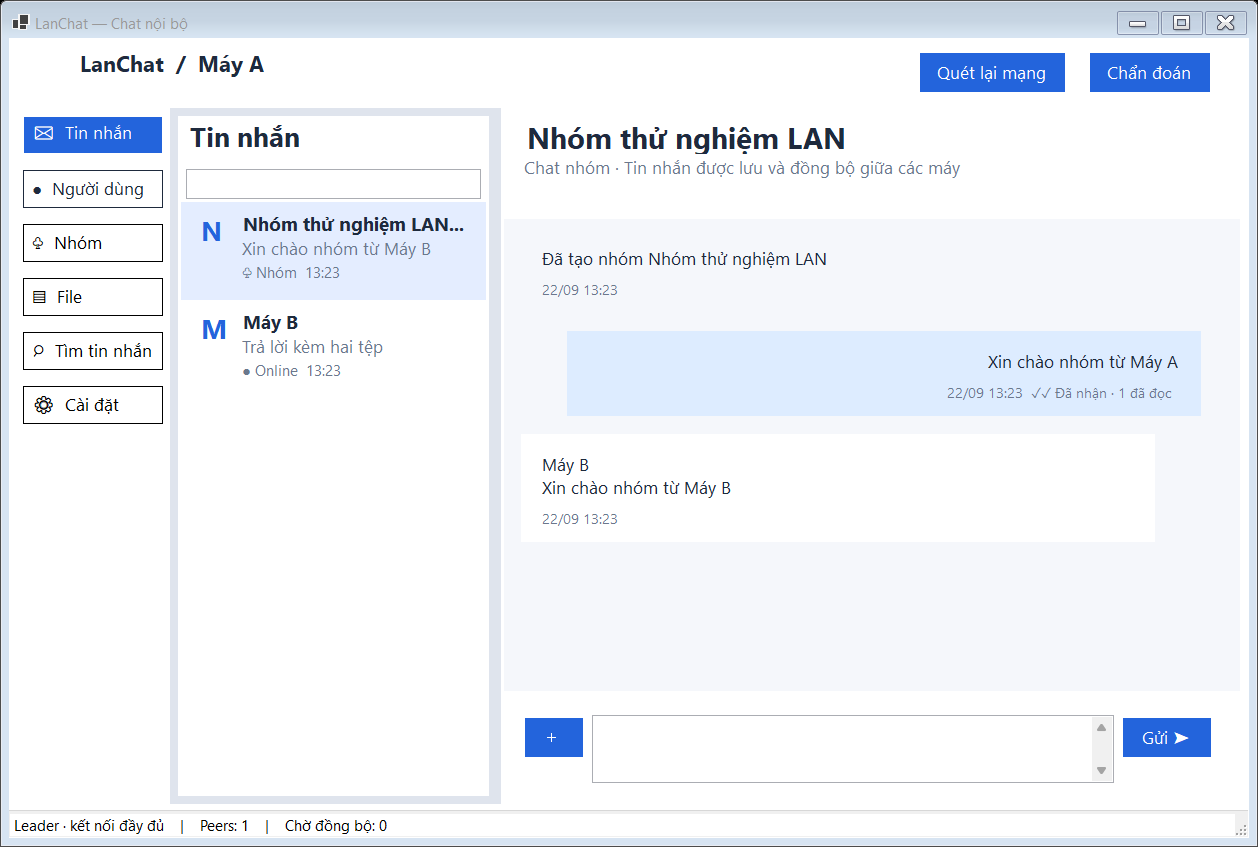 LanChat — Chat nội bộ
LanChat / Máy A
Quét lại mạng
Chẩn đoán
Tin nhắn
Người dùng
Nhóm
File
Tìm tin nhắn
Cài đặt
Tin nhắn
N Nhóm thử nghiệm LAN...
Xin chào nhóm từ Máy B
Nhóm 13:23
M Máy B
Trả lời kèm hai tệp
● Online 13:23
Nhóm thử nghiệm LAN
Chat nhóm · Tin nhắn được lưu và đồng bộ giữa các máy
Đã tạo nhóm Nhóm thử nghiệm LAN
22/09 13:23
Xin chào nhóm từ Máy A
22/09 13:23 ✓✓ Đã nhận · 1 đã đọc
Máy B
Xin chào nhóm từ Máy B
22/09 13:23
+
Gửi ➤
Leader · kết nối đầy đủ | Peers: 1 | Chờ đồng bộ: 0